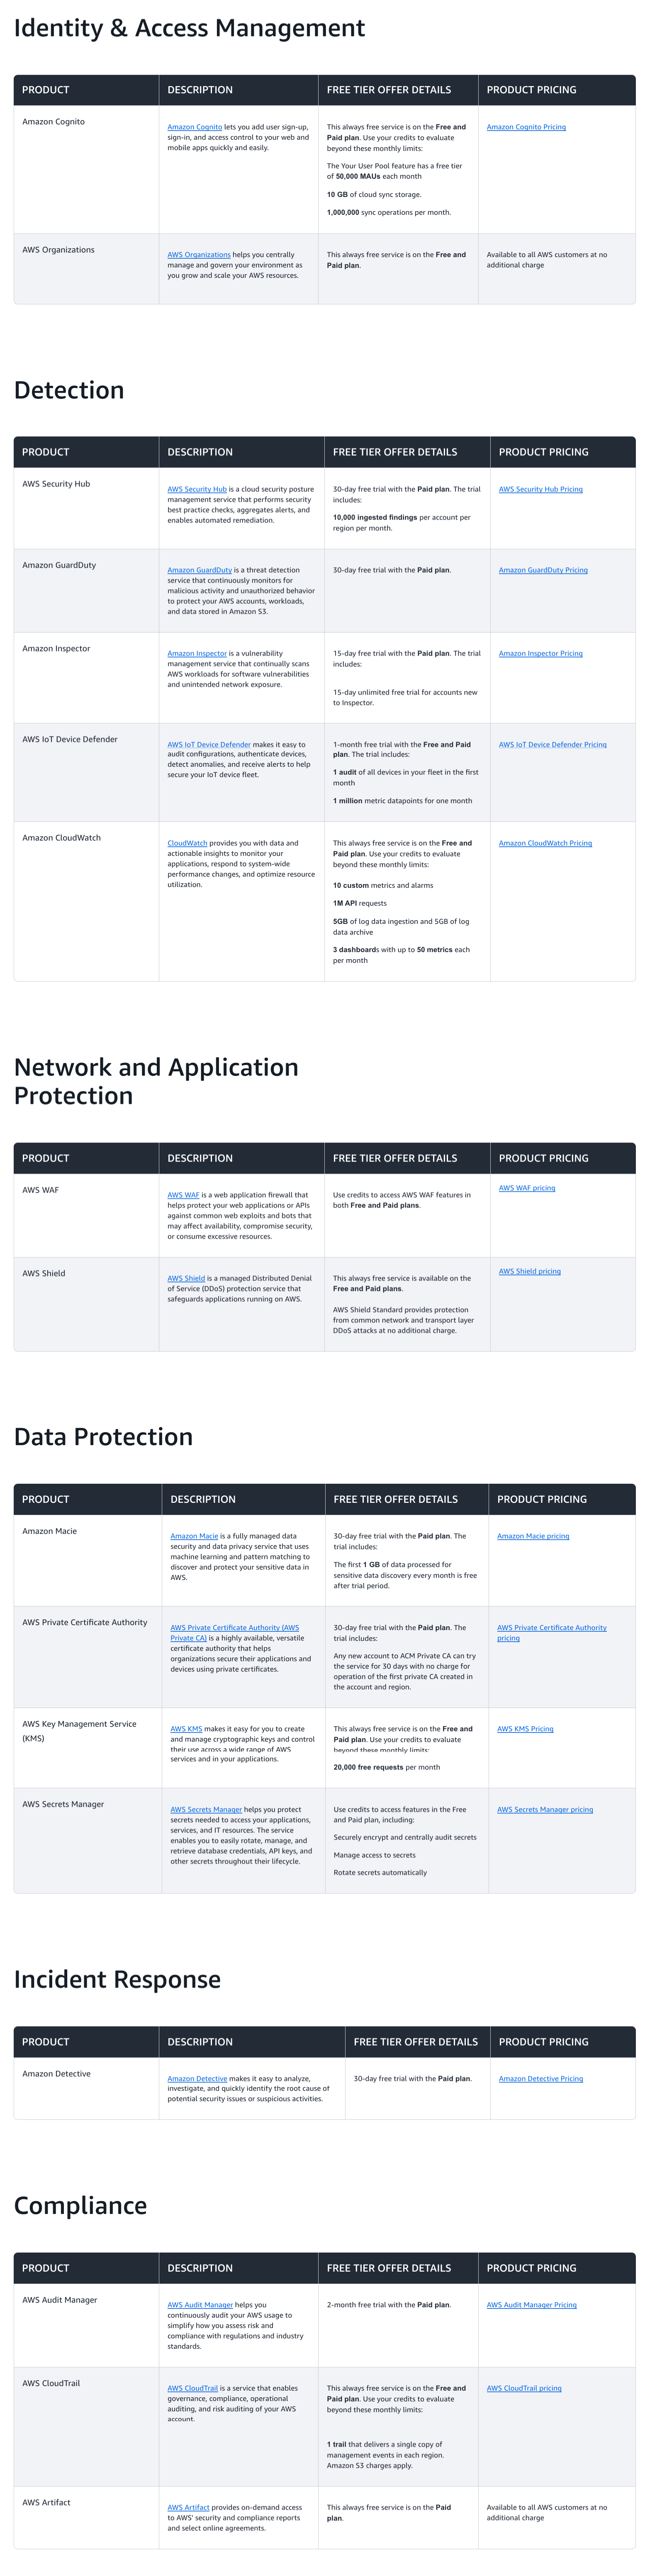 Identity & Access Management
PRODUCT
DESCRIPTION
FREE TIER OFFER DETAILS
PRODUCT PRICING
Amazon Cognito
Amazon Cognito lets you add user sign-up,
sign-in, and access control to your web and
mobile apps quickly and easily.
This always free service is on the Free and
Paid plan. Use your credits to evaluate
beyond these monthly limits:
The Your User Pool feature has a free tier
of 50,000 MAUs each month
10 GB of cloud sync storage.
1,000,000 sync operations per month.
Amazon Cognito Pricing
AWS Organizations
AWS Organizations helps you centrally
manage and govern your environment as
you grow and scale your AWS resources.
This always free service is on the Free and
Paid plan.
Available to all AWS customers at no
additional charge
Detection
PRODUCT
DESCRIPTION
FREE TIER OFFER DETAILS
PRODUCT PRICING
AWS Security Hub
AWS Security Hub is a cloud security posture
management service that performs security
best practice checks, aggregates alerts, and
enables automated remediation.
30-day free trial with the Paid plan. The trial
includes:
10,000 ingested findings per account per
region per month.
AWS Security Hub Pricing
Amazon GuardDuty
Amazon GuardDuty is a threat detection
service that continuously monitors for
malicious activity and unauthorized behavior
to protect your AWS accounts, workloads,
and data stored in Amazon S3.
30-day free trial with the Paid plan.
Amazon GuardDuty Pricing
Amazon Inspector
Amazon Inspector is a vulnerability
management service that continually scans
AWS workloads for software vulnerabilities
and unintended network exposure.
15-day free trial with the Paid plan. The trial
includes:
15-day unlimited free trial for accounts new
to Inspector.
Amazon Inspector Pricing
AWS IoT Device Defender
AWS IoT Device Defender makes it easy to
audit configurations, authenticate devices,
detect anomalies, and receive alerts to help
secure your IoT device fleet.
1-month free trial with the Free and Paid
plan. The trial includes:
1 audit of all devices in your fleet in the first
month
1 million metric datapoints for one month
AWS IoT Device Defender Pricing
Amazon CloudWatch
CloudWatch provides you with data and
actionable insights to monitor your
applications, respond to system-wide
performance changes, and optimize resource
utilization.
This always free service is on the Free and
Paid plan. Use your credits to evaluate
beyond these monthly limits:
10 custom metrics and alarms
1M API requests
5GB of log data ingestion and 5GB of log
data archive
3 dashboards with up to 50 metrics each
per month
Amazon CloudWatch Pricing
Network and Application
Protection
PRODUCT
DESCRIPTION
FREE TIER OFFER DETAILS
PRODUCT PRICING
AWS WAF
AWS WAF is a web application firewall that
helps protect your web applications or APIs
against common web exploits and bots that
may affect availability, compromise security,
or consume excessive resources.
Use credits to access AWS WAF features in
both Free and Paid plans.
AWS WAF pricing
AWS Shield
AWS Shield is a managed Distributed Denial
of Service (DDoS) protection service that
safeguards applications running on AWS.
This always free service is available on the
Free and Paid plans.
AWS Shield Standard provides protection
from common network and transport layer
DDoS attacks at no additional charge.
AWS Shield pricing
Data Protection
PRODUCT
DESCRIPTION
FREE TIER OFFER DETAILS
PRODUCT PRICING
Amazon Macie
Amazon Macie is a fully managed data
security and data privacy service that uses
machine learning and pattern matching to
discover and protect your sensitive data in
AWS.
30-day free trial with the Paid plan. The
trial includes:
The first 1 GB of data processed for
sensitive data discovery every month is free
after trial period.
Amazon Macie pricing
AWS Private Certificate Authority
AWS Private Certificate Authority (AWS
Private CA) is a highly available, versatile
certificate authority that helps
organizations secure their applications and
devices using private certificates.
30-day free trial with the Paid plan. The
trial includes:
Any new account to ACM Private CA can try
the service for 30 days with no charge for
operation of the first private CA created in
the account and region.
AWS Private Certificate Authority
pricing
AWS Key Management Service
(KMS)
AWS KMS makes it easy for you to create
and manage cryptographic keys and control
their use across a wide range of AWS
services and in your applications.
This always free service is on the Free and
Paid plan. Use your credits to evaluate
beyond these monthly limits:
20,000 free requests per month
AWS KMS Pricing
AWS Secrets Manager
AWS Secrets Manager helps you protect
secrets needed to access your applications,
services, and IT resources. The service
enables you to easily rotate, manage, and
retrieve database credentials, API keys, and
other secrets throughout their lifecycle.
Use credits to access features in the Free
and Paid plan, including:
Securely encrypt and centrally audit secrets
Manage access to secrets
Rotate secrets automatically
AWS Secrets Manager pricing
Incident Response
PRODUCT
DESCRIPTION
FREE TIER OFFER DETAILS
PRODUCT PRICING
Amazon Detective
Amazon Detective makes it easy to analyze,
investigate, and quickly identify the root cause of
potential security issues or suspicious activities.
30-day free trial with the Paid plan.
Amazon Detective Pricing
Compliance
PRODUCT
DESCRIPTION
FREE TIER OFFER DETAILS
PRODUCT PRICING
AWS Audit Manager
AWS Audit Manager helps you
continuously audit your AWS usage to
simplify how you assess risk and
compliance with regulations and industry
standards.
2-month free trial with the Paid plan.
AWS Audit Manager Pricing
AWS CloudTrail
AWS CloudTrail is a service that enables
governance, compliance, operational
auditing, and risk auditing of your AWS
account.
This always free service is on the Free and
Paid plan. Use your credits to evaluate
beyond these monthly limits:
1 trail that delivers a single copy of
management events in each region.
Amazon S3 charges apply.
AWS CloudTrail pricing
AWS Artifact
AWS Artifact provides on-demand access
to AWS' security and compliance reports
and select online agreements.
This always free service is on the Paid
plan.
Available to all AWS customers at no
additional charge